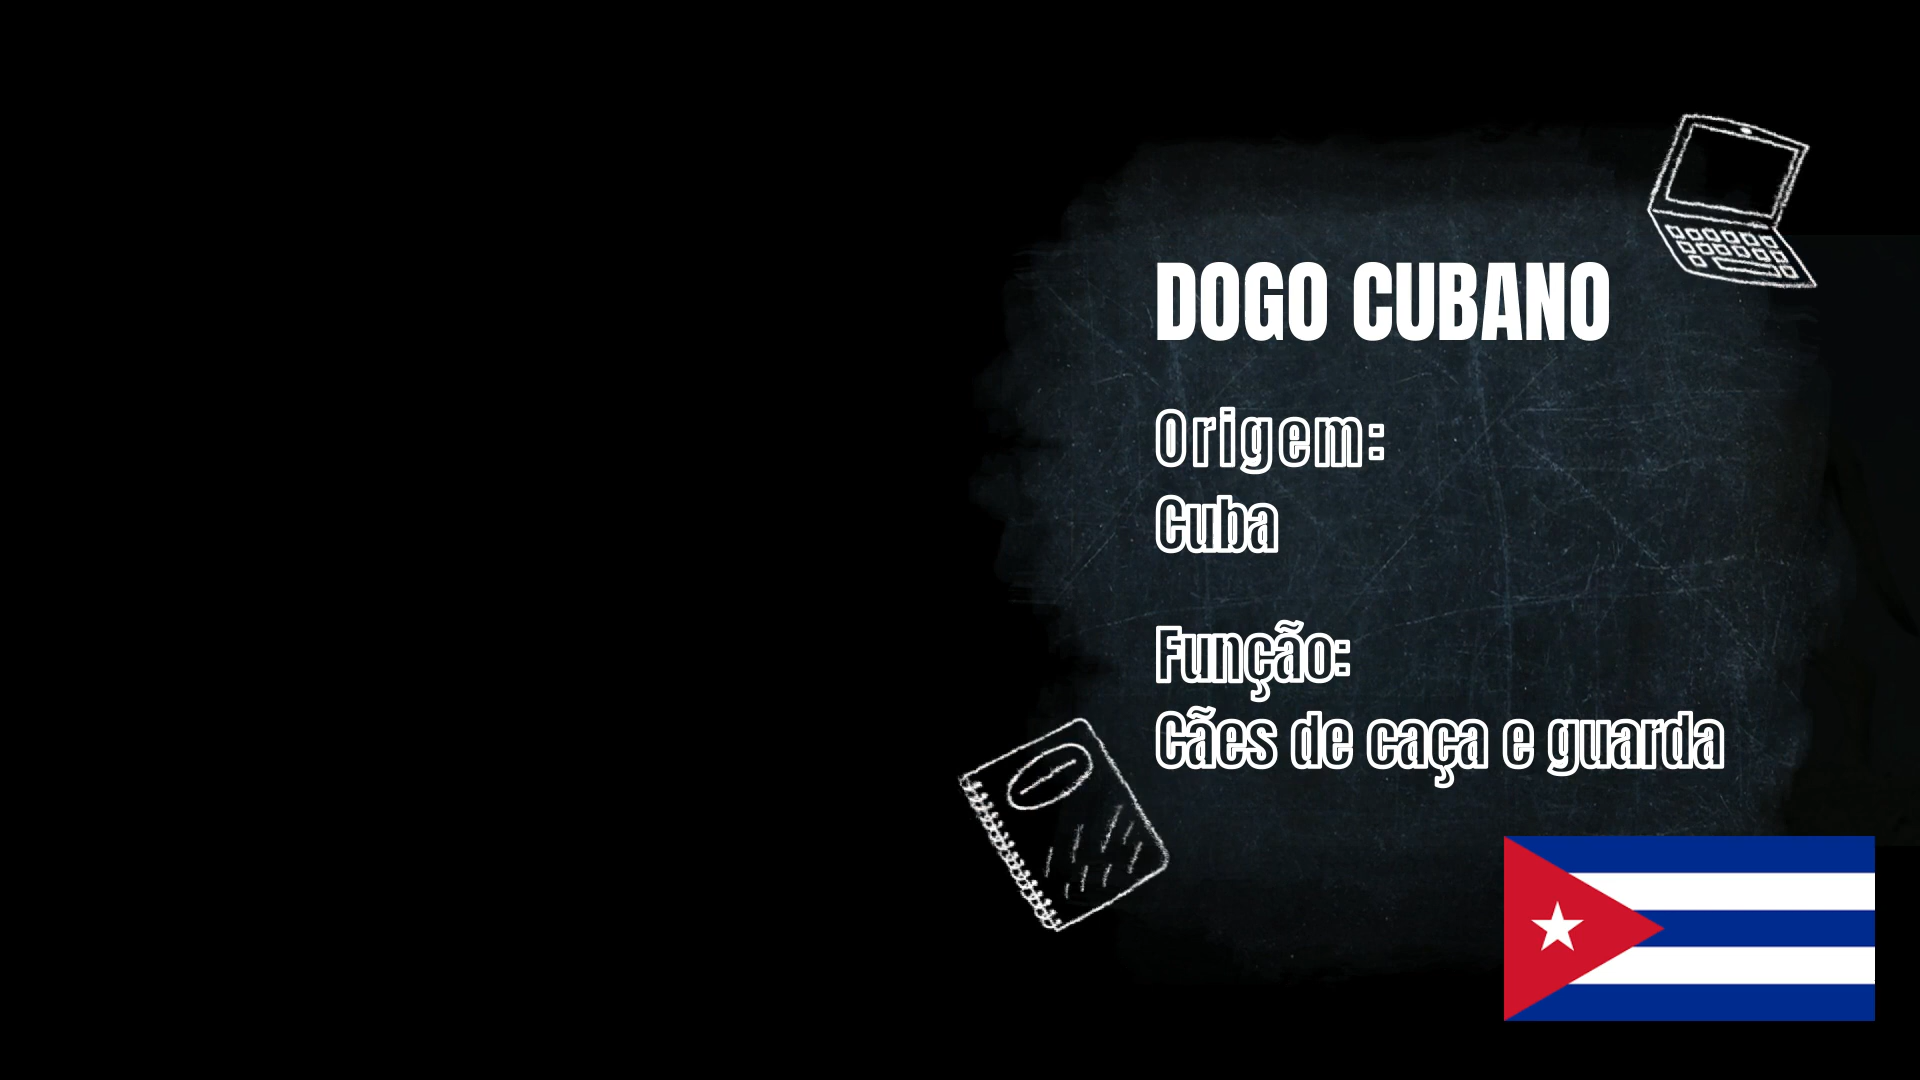 DOGO CUBANO
Origem:
Cuba
Função:
Cães de caça e guarda